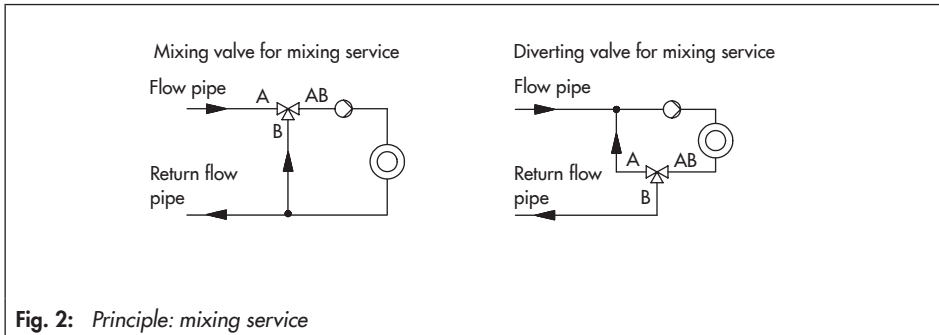 Mixing valve for mixing service
Flow pipe
A AB
B
Return flow
pipe
Diverting valve for mixing service
Flow pipe
A AB
B
Return flow
pipe
Fig. 2: Principle: mixing service